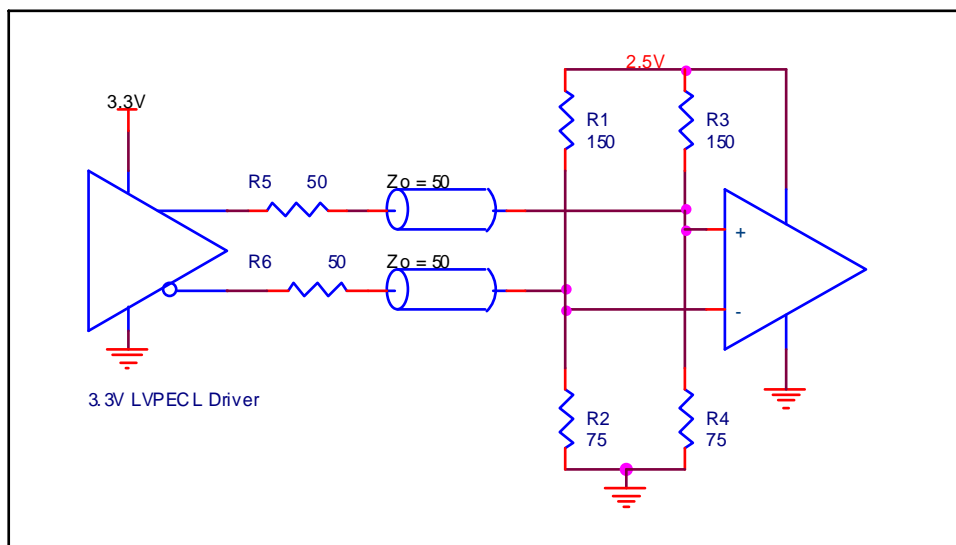 2.5V
3.3V
R1
150
R3
150
R5 50
Zo = 50
+
R6 50
Zo = 50
-
3.3V LVPECL Driver
R2
75
R4
75